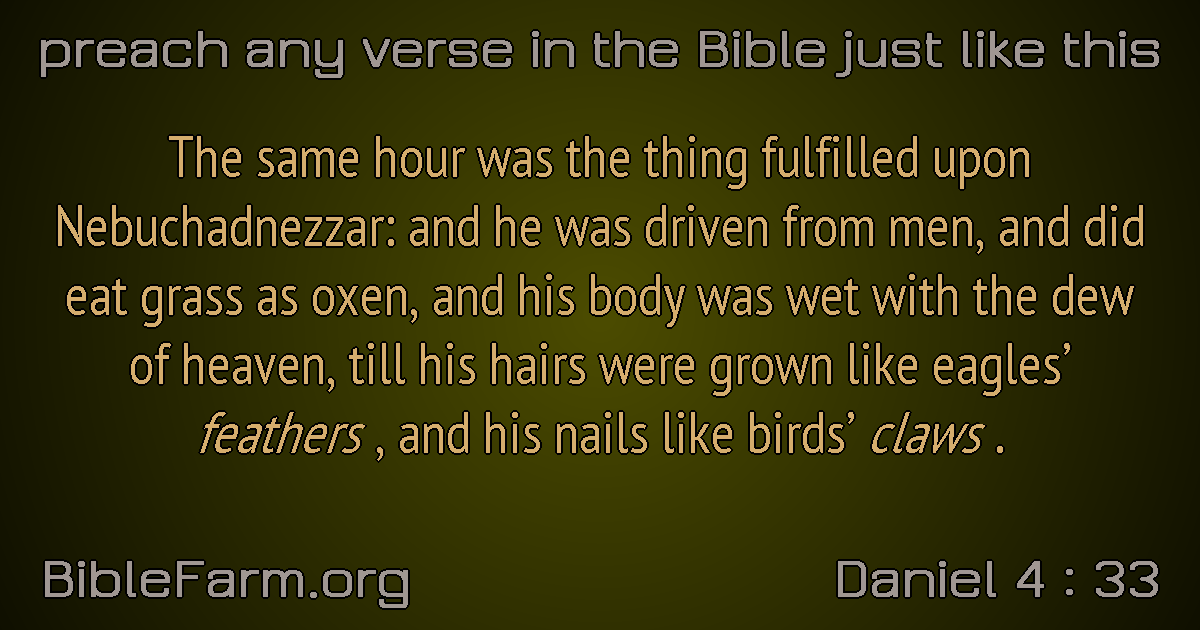 preach any verse in the Bible just like this
The same hour was the thing fulfilled upon
Nebuchadnezzar: and he was driven from men, and did
eat grass as oxen, and his body was wet with the dew
of heaven, till his hairs were grown like eagles’
feathers , and his nails like birds’ claws .
BibleFarm.org
Daniel 4 : 33